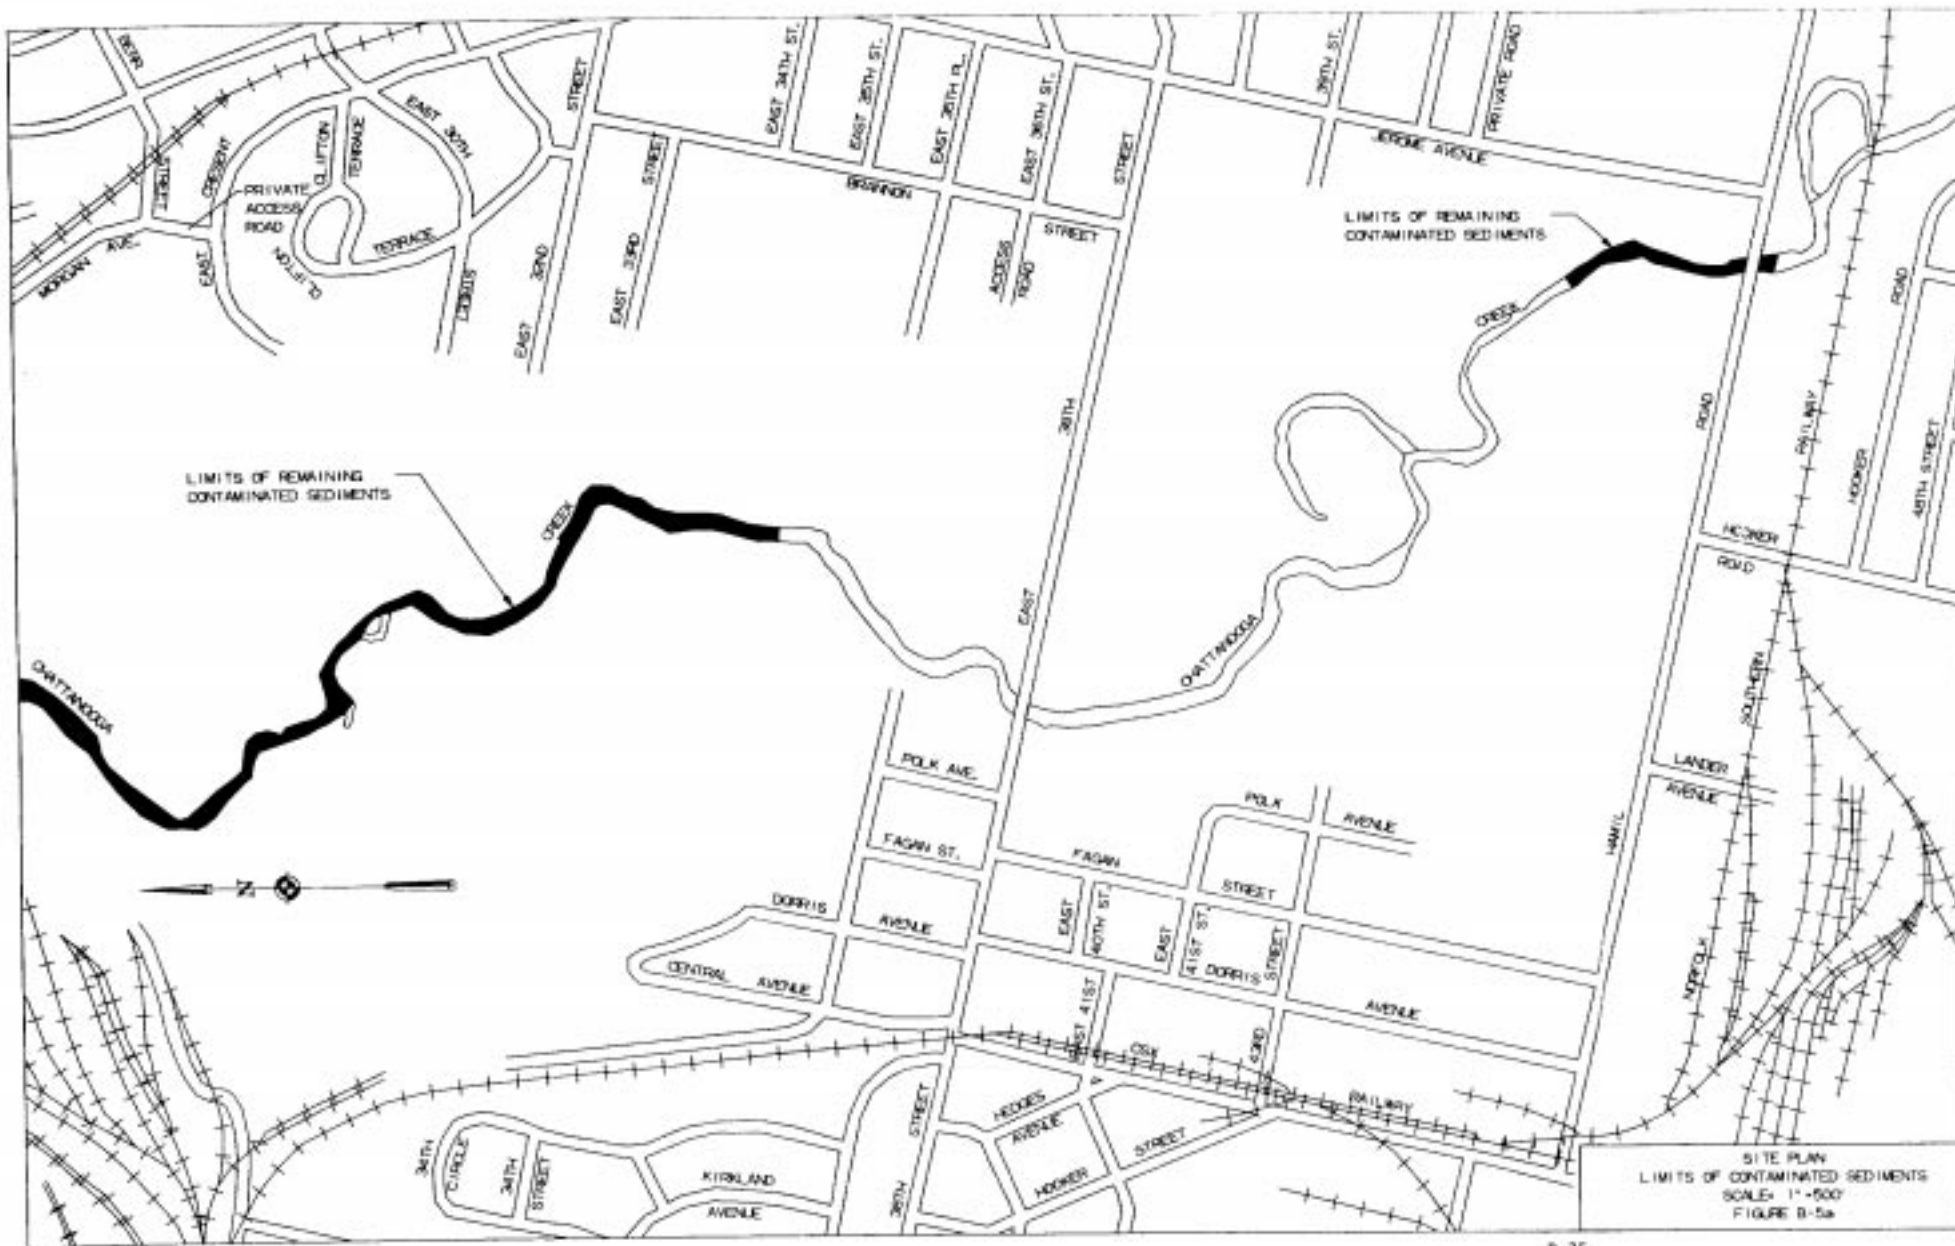 BERR
STREET
CRESENT
EAST
PRIVATE
ACCESS
ROAD
MORGAN AVE.
CLIFTON
TERRACE
EAST 30TH
CLIFTON
TERRACE
STREET
STREET
EAST 32ND
STREET
EAST 33RD
EAST 34TH ST.
EAST 35TH ST.
EAST 35TH PL.
EAST 36TH ST.
STREET
BRANNON
STREET
ACCESS
ROAD
38TH
EAST
39TH ST.
PRIVATE ROAD
JEROME AVENUE
LIMITS OF REMAINING
CONTAMINATED SEDIMENTS
CREEK
ROAD
RAILWAY
ROAD
HOOKER
48TH STREET
HOOKER
ROAD
LIMITS OF REMAINING
CONTAMINATED SEDIMENTS
CREEK
CHATTANOOGA
CHATTANOOGA
SOUTHERN
LANDER
AVENUE
HAMIL
NORFOLK
N
POLK AVE.
FAGAN ST.
DORRIS
AVENUE
CENTRAL AVENUE
POLK
AVENUE
FAGAN
STREET
EAST
40TH ST.
EAST
41ST ST.
DORRIS
STREET
AVENUE
EAST 41ST
CSX
43RD
RAILWAY
HEDGES
AVENUE
STREET
HOOKER
STREET
38TH
34TH
CIRCLE
34TH
STREET
KIRKLAND
AVENUE
SITE PLAN
LIMITS OF CONTAMINATED SEDIMENTS
SCALE: 1"=500'
FIGURE B-5a